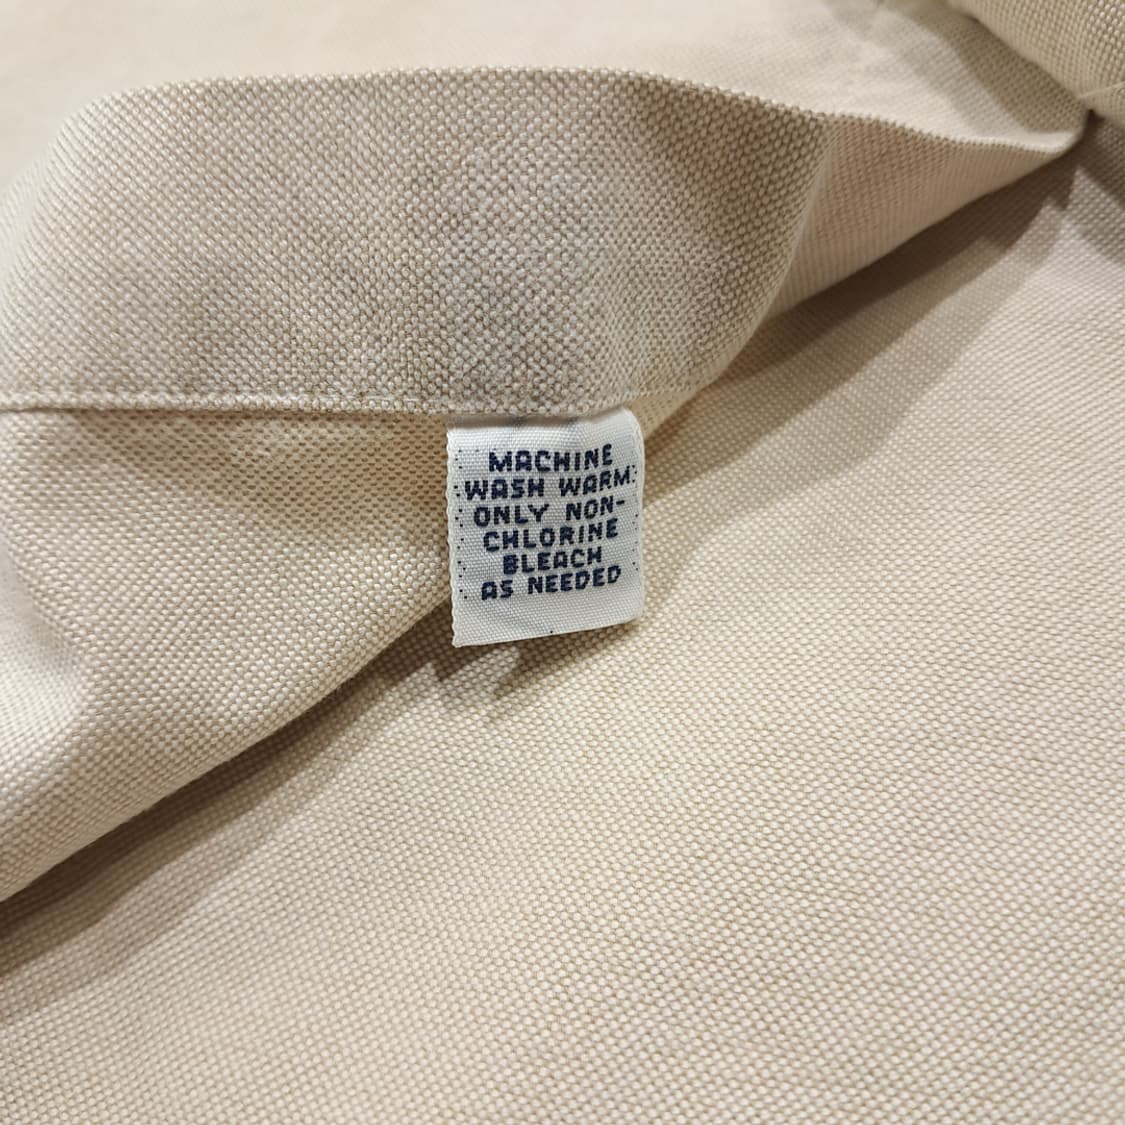 MACHINE
WASH WARM.
ONLY NON-
CHLORINE
BLEACH
AS NEEDED